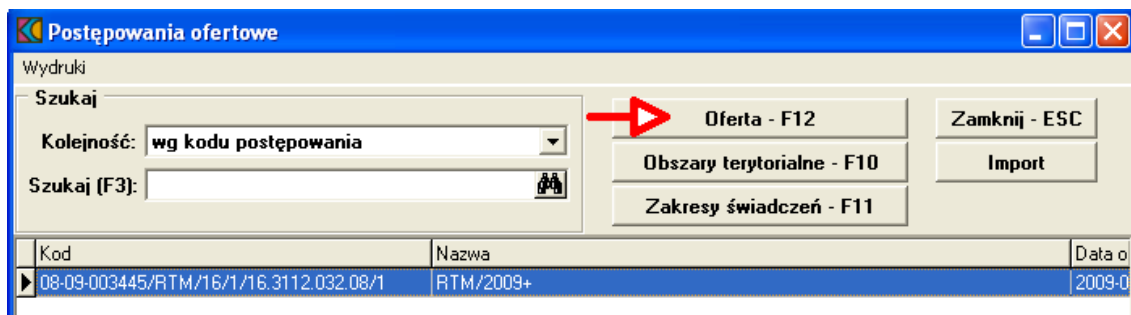 Postępowania ofertowe
Wydruki
Szukaj
Kolejność: wg kodu postępowania
Szukaj (F3):
Oferta - F12
Zamknij - ESC
Obszary terytorialne - F10
Import
Zakresy świadczeń - F11
Kod Nazwa Data o
08-09-003445/RTM/16/1/16.3112.032.08/1 RTM/2009+ 2009-0